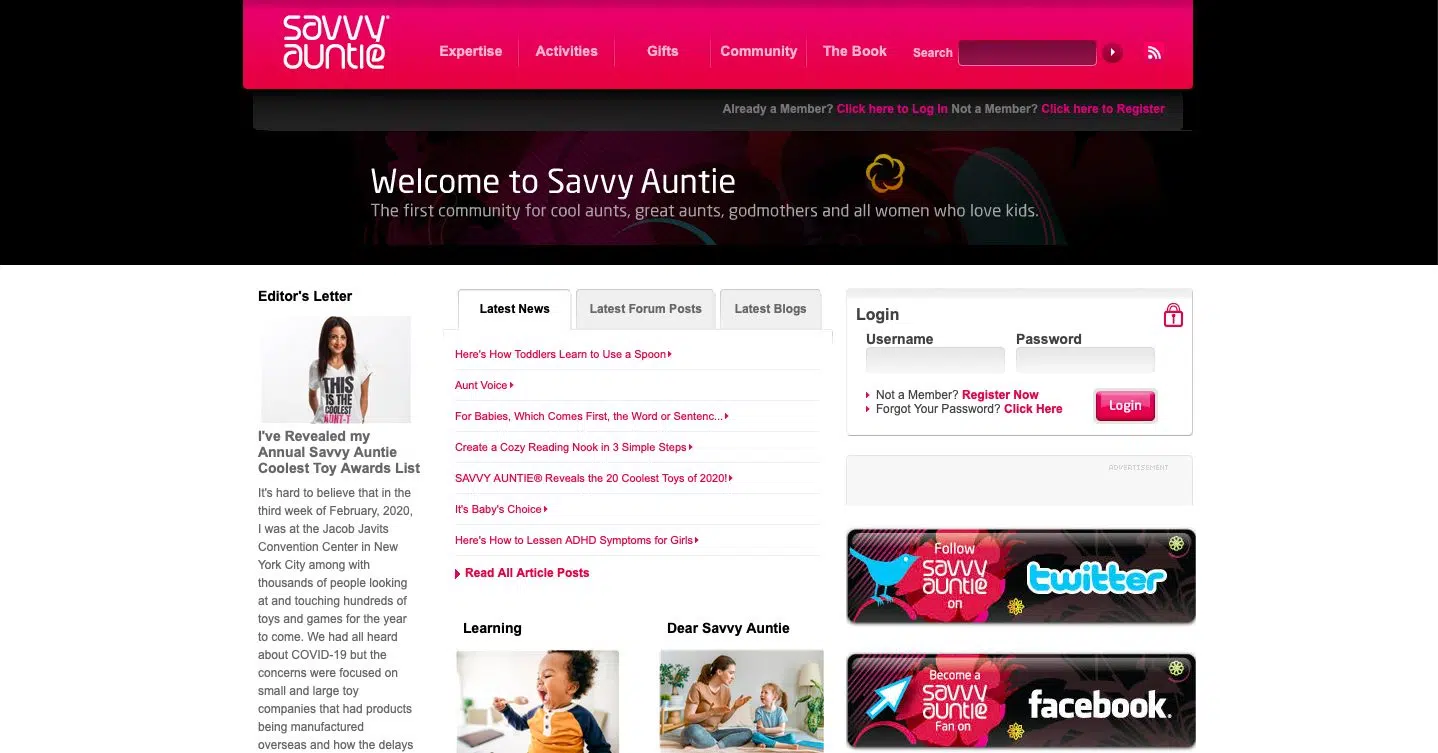 savvy
auntie
Expertise
Activities
Gifts
Community
The Book
Search
Already a Member? Click here to Log In Not a Member? Click here to Register
Welcome to Savvy Auntie
The first community for cool aunts, great aunts, godmothers and all women who love kids.
Editor's Letter
THIS
IS THE
COOLEST
I've Revealed my
Annual Savvy Auntie
Coolest Toy Awards List
It's hard to believe that in the
third week of February, 2020,
I was at the Jacob Javits
Convention Center in New
York City among with
thousands of people looking
at and touching hundreds of
toys and games for the year
to come. We had all heard
about COVID-19 but the
concerns were focused on
small and large toy
companies that had products
being manufactured
overseas and how the delays
Latest News
Latest Forum Posts
Latest Blogs
Here's How Toddlers Learn to Use a Spoon
Aunt Voice
For Babies, Which Comes First, the Word or Sentenc...
Create a Cozy Reading Nook in 3 Simple Steps
SAVVY AUNTIE® Reveals the 20 Coolest Toys of 2020!
It's Baby's Choice
Here's How to Lessen ADHD Symptoms for Girls
Read All Article Posts
Learning
Dear Savvy Auntie
Login
Username
Password
Not a Member? Register Now
Forgot Your Password? Click Here
Login
ADVERTISEMENT
Follow
savvy
auntie
on
twitter
Become a
savvy
auntie
Fan on
facebook.